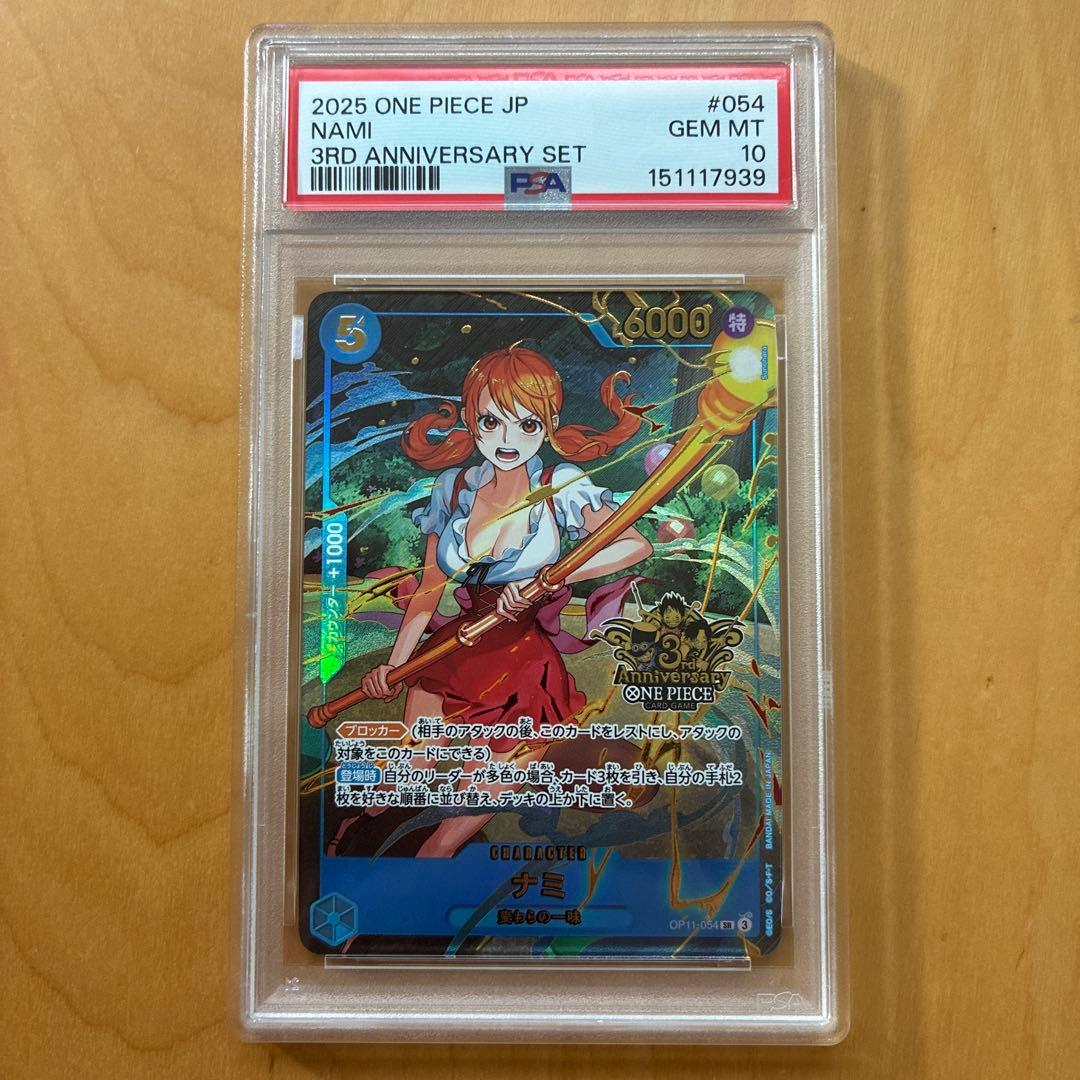 2025 ONE PIECE JP #054
NAMI GEM MT
3RD ANNIVERSARY SET 10
PSA 151117939
5 6000 特
Sunohara
カウンター +1000
3rd
Anniversary
ONE PIECE
CARD GAME
ブロッカー (相手のアタックの後、このカードをレストにし、アタックの
対象をこのカードにできる)
登場時 自分のリーダーが多色の場合、カード3枚を引き、自分の手札2
枚を好きな順番に並び替え、デッキの上か下に置く。
CHARACTER
ナミ
麦わらの一味
OP11-054 SR 3
©E.O./S ©O./S・F・T BANDAI MADE IN JAPAN
PSA